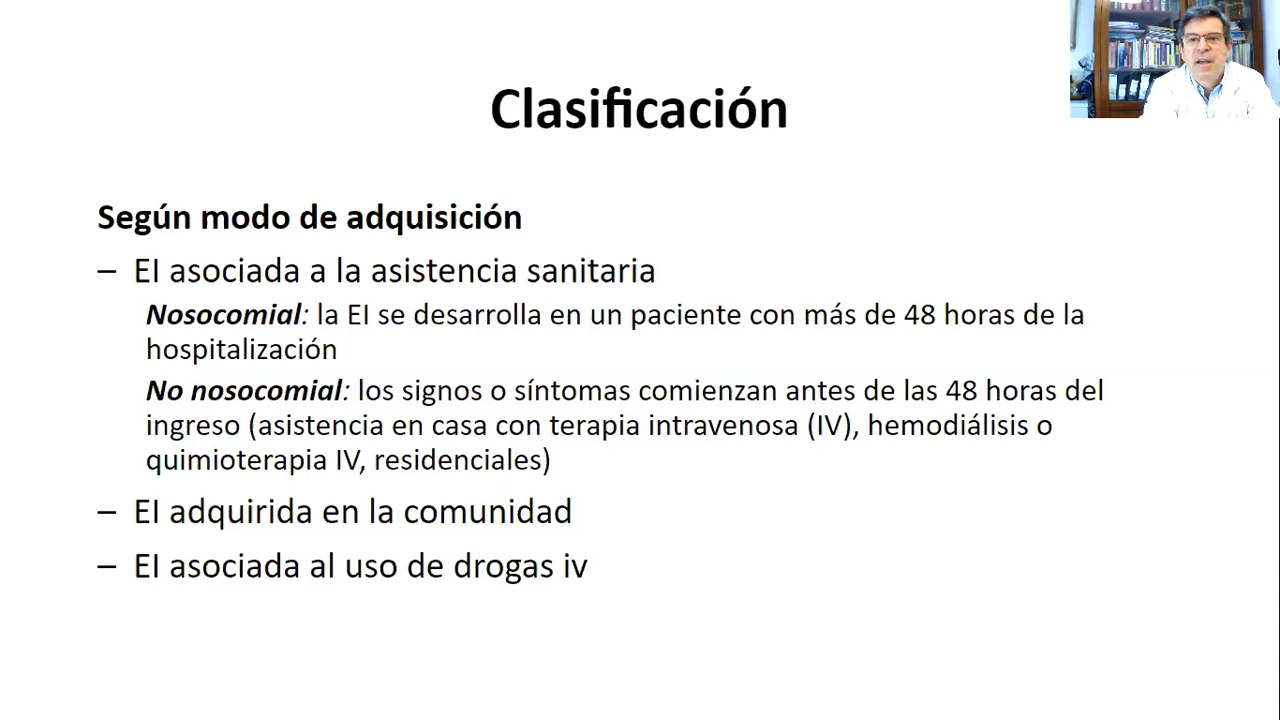 Clasificación
Según modo de adquisición
– EI asociada a la asistencia sanitaria
Nosocomial: la EI se desarrolla en un paciente con más de 48 horas de la
hospitalización
No nosocomial: los signos o síntomas comienzan antes de las 48 horas del
ingreso (asistencia en casa con terapia intravenosa (IV), hemodiálisis o
quimioterapia IV, residenciales)
– EI adquirida en la comunidad
– EI asociada al uso de drogas iv